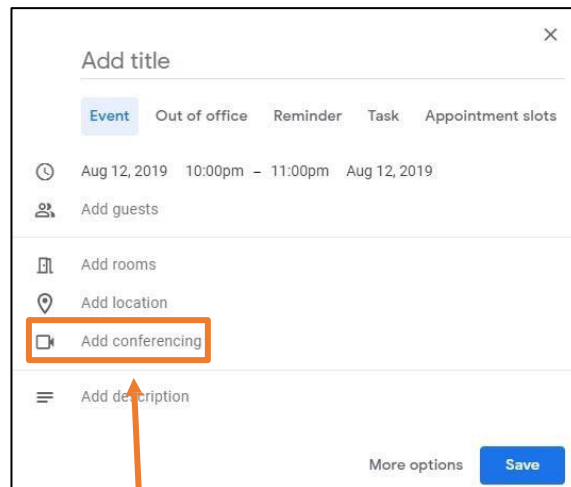 Add title
Event Out of office Reminder Task Appointment slots
Aug 12, 2019 10:00pm – 11:00pm Aug 12, 2019
Add guests
Add rooms
Add location
Add conferencing
Add description
More options Save